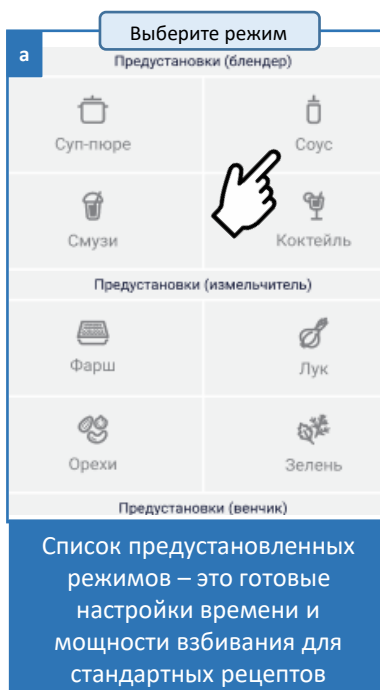 Выберите режим
а
Предустановки (блендер)
Суп-пюре
Соус
Смузи
Коктейль
Предустановки (измельчитель)
Фарш
Лук
Орехи
Зелень
Предустановки (венчик)
Список предустановленных
режимов – это готовые
настройки времени и
мощности взбивания для
стандартных рецептов